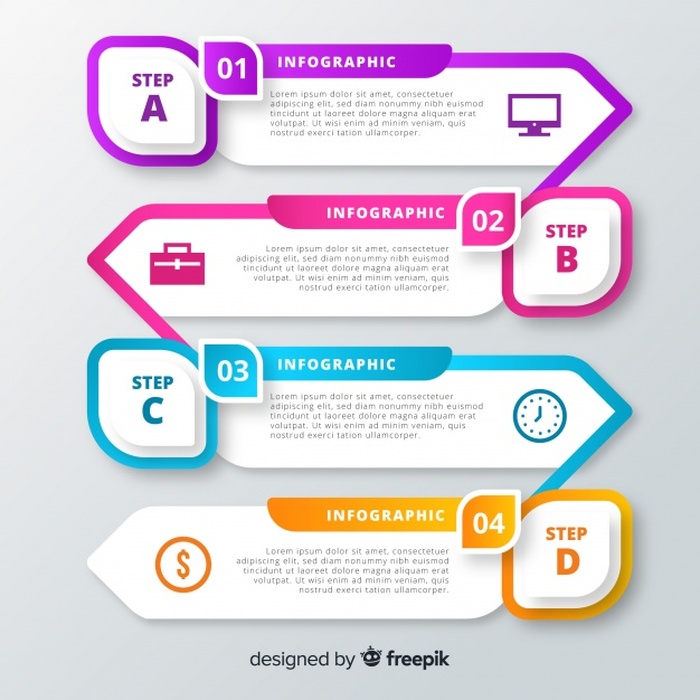 STEP
A
01
INFOGRAPHIC
Lorem ipsum dolor sit amet, consectetuer
adipiscing elit, sed diam nonummy nibh euismod
tincidunt ut laoreet dolore magna aliquam erat
volutpat. Ut wisi enim ad minim veniam, quis
nostrud exerci tation ullamcorper.
INFOGRAPHIC
02
STEP
B
Lorem ipsum dolor sit amet, consectetuer
adipiscing elit, sed diam nonummy nibh euismod
tincidunt ut laoreet dolore magna aliquam erat
volutpat. Ut wisi enim ad minim veniam, quis
nostrud exerci tation ullamcorper.
STEP
C
03
INFOGRAPHIC
Lorem ipsum dolor sit amet, consectetuer
adipiscing elit, sed diam nonummy nibh euismod
tincidunt ut laoreet dolore magna aliquam erat
volutpat. Ut wisi enim ad minim veniam, quis
nostrud exerci tation ullamcorper.
INFOGRAPHIC
04
STEP
D
$
Lorem ipsum dolor sit amet, consectetuer
adipiscing elit, sed diam nonummy nibh euismod
tincidunt ut laoreet dolore magna aliquam erat
volutpat. Ut wisi enim ad minim veniam, quis
nostrud exerci tation ullamcorper.
designed by freepik